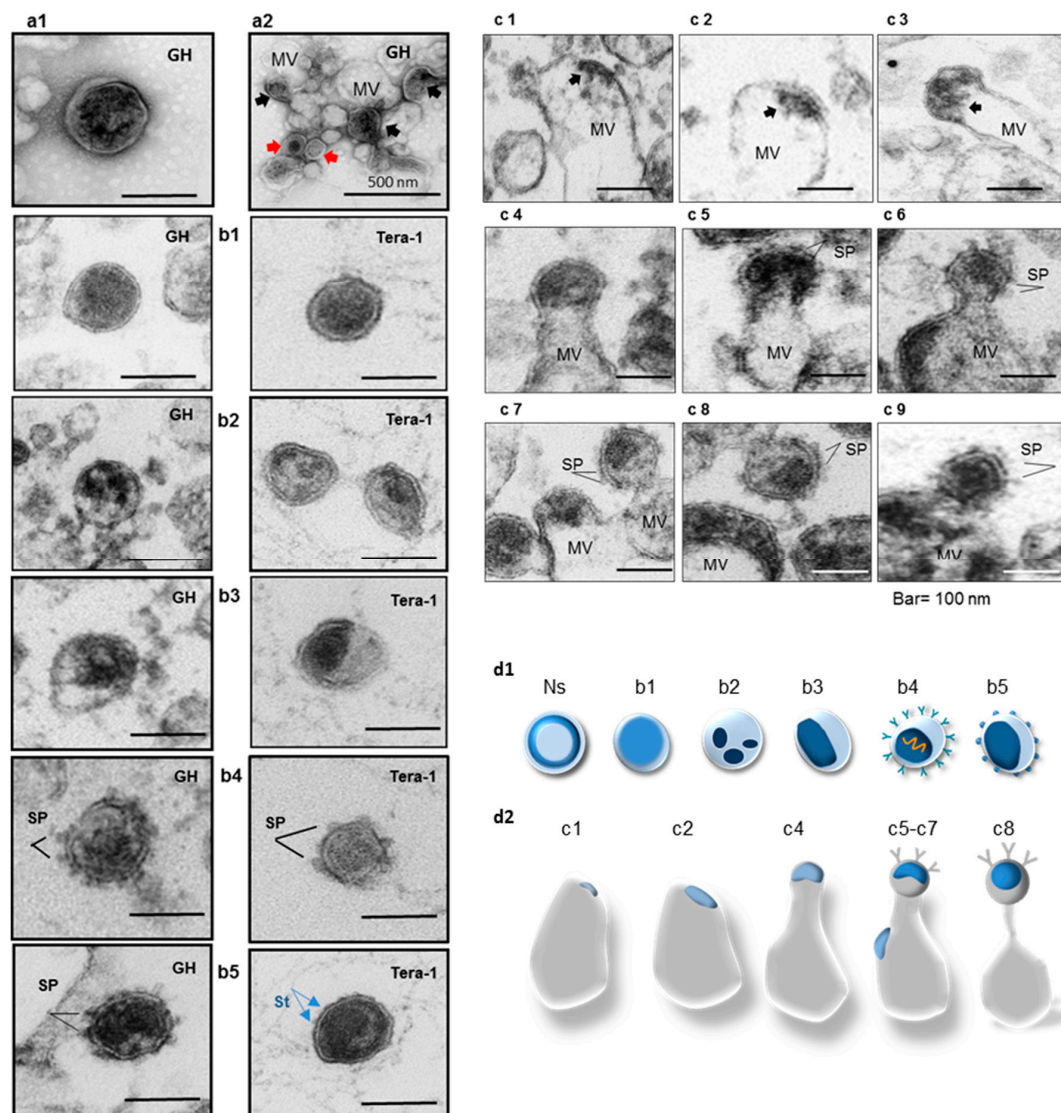 a1
GH
a2
GH
MV
MV
500 nm
b1
GH
Tera-1
b2
GH
Tera-1
b3
GH
Tera-1
b4
GH
SP
Tera-1
SP
b5
GH
SP
Tera-1
St
c 1
MV
c 2
MV
c 3
MV
c 4
MV
c 5
SP
MV
c 6
SP
MV
c 7
SP
MV
MV
c 8
SP
MV
c 9
SP
MV
Bar= 100 nm
d1
Ns b1 b2 b3 b4 b5
d2
c1 c2 c4 c5-c7 c8